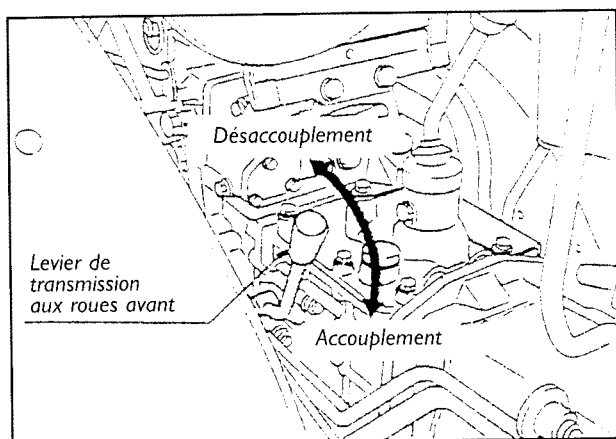 Désaccouplement
Levier de
transmission
aux roues avant
Accouplement